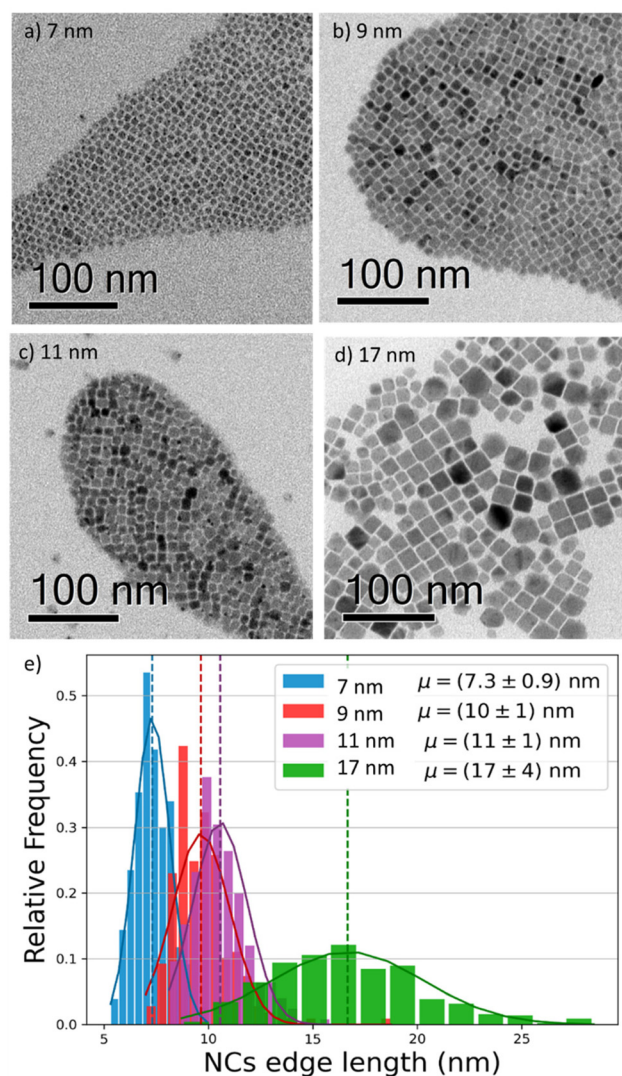 a) 7 nm
100 nm
b) 9 nm
100 nm
c) 11 nm
100 nm
d) 17 nm
100 nm
e)
Relative Frequency
0.5
0.4
0.3
0.2
0.1
0.0
7 nm μ = (7.3 ± 0.9) nm
9 nm μ = (10 ± 1) nm
11 nm μ = (11 ± 1) nm
17 nm μ = (17 ± 4) nm
5 10 15 20 25
NCs edge length (nm)